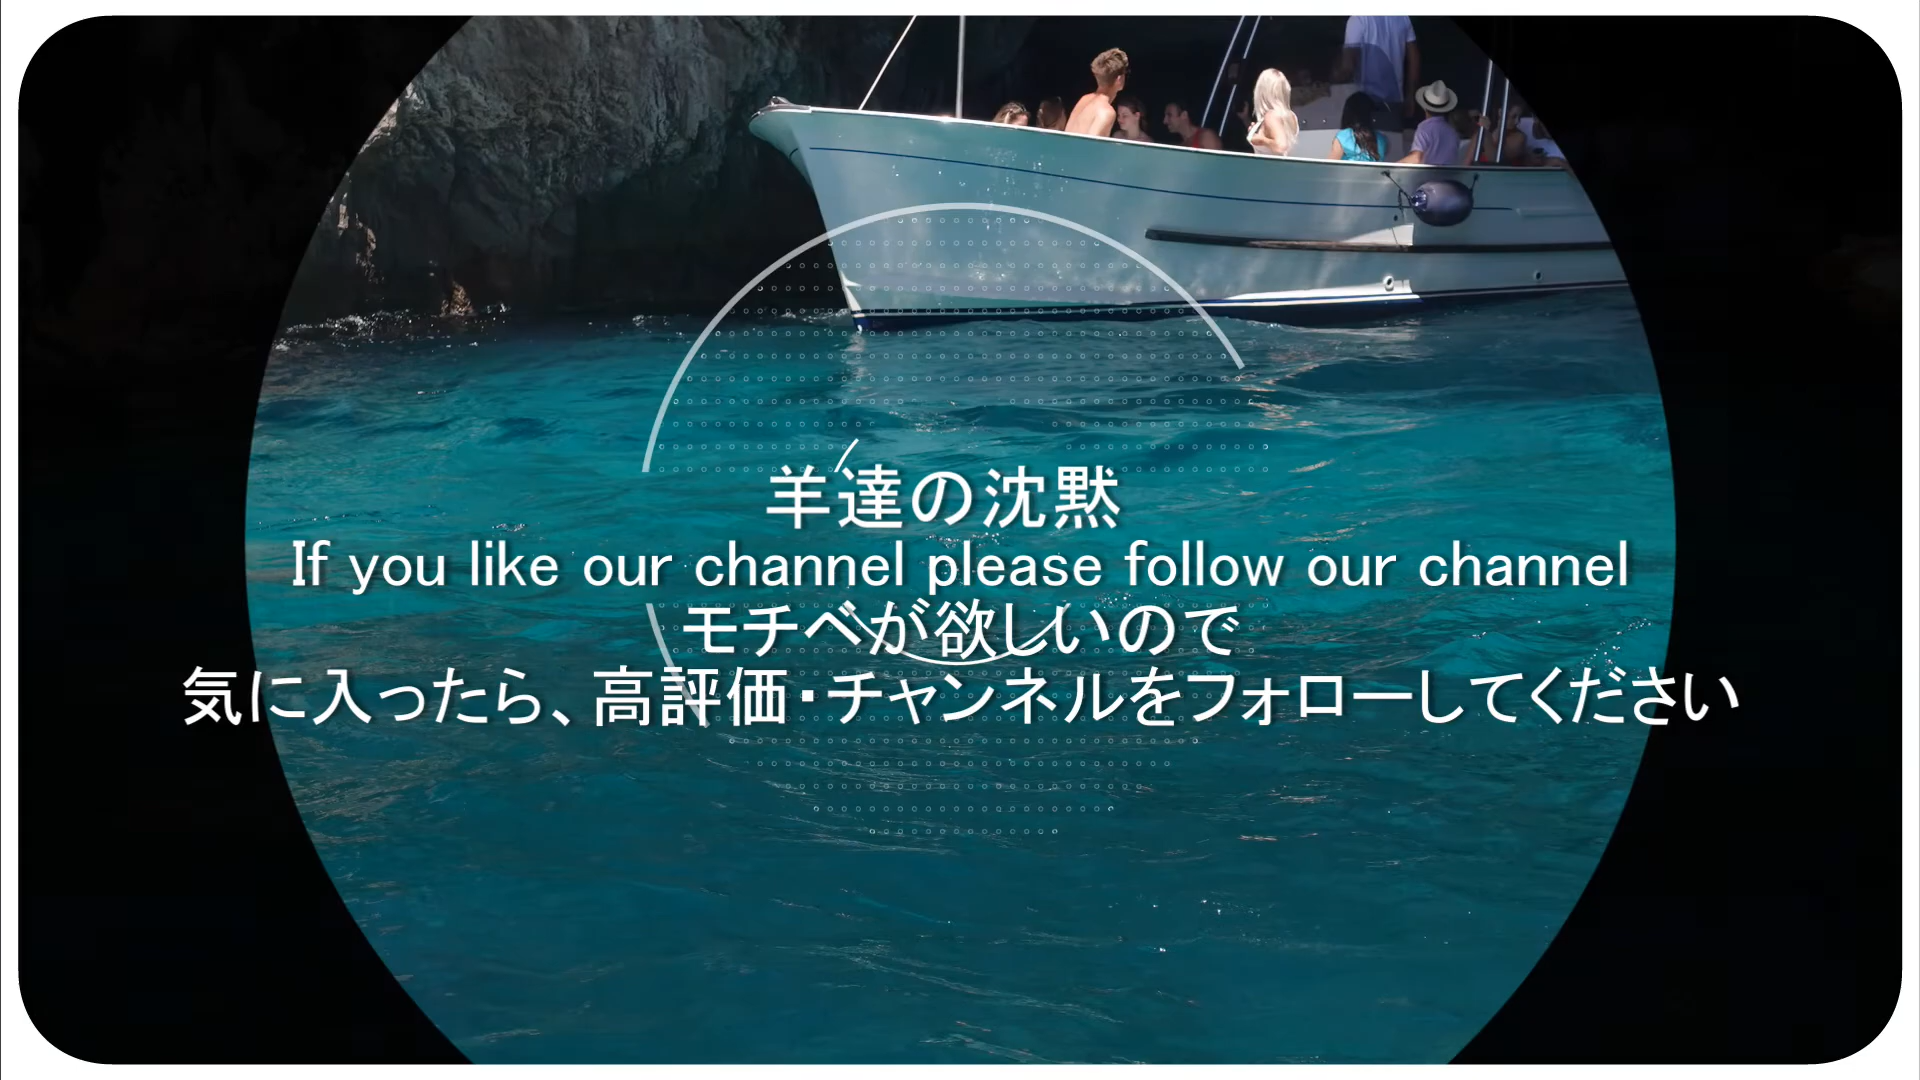 羊達の沈黙
If you like our channel please follow our channel
モチベが欲しいので
気に入ったら、高評価・チャンネルをフォローしてください